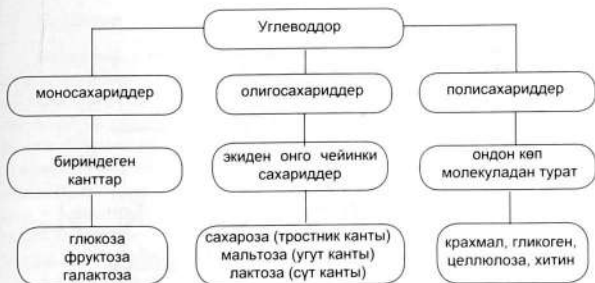 Углеводдор
моносахариддер
олигосахариддер
полисахариддер
бириндеген
канттар
экиден онго чейинки
сахариддер
ондон көп
молекуладан турат
глюкоза
фруктоза
галактоза
сахароза (тростник канты)
мальтоза (угут канты)
лактоза (сүт канты)
крахмал, гликоген,
целлюлоза, хитин